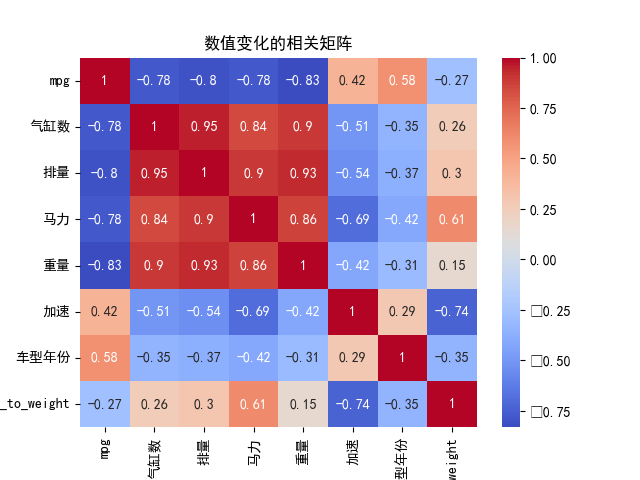 数值变化的相关矩阵
mpg 1 -0.78 -0.8 -0.78 -0.83 0.42 0.58 -0.27
气缸数 -0.78 1 0.95 0.84 0.9 -0.51 -0.35 0.26
排量 -0.8 0.95 1 0.9 0.93 -0.54 -0.37 0.3
马力 -0.78 0.84 0.9 1 0.86 -0.69 -0.42 0.61
重量 -0.83 0.9 0.93 0.86 1 -0.42 -0.31 0.15
加速 0.42 -0.51 -0.54 -0.69 -0.42 1 0.29 -0.74
车型年份 0.58 -0.35 -0.37 -0.42 -0.31 0.29 1 -0.35
_to_weight -0.27 0.26 0.3 0.61 0.15 -0.74 -0.35 1
mpg
气缸数
排量
马力
重量
加速
型年份
weight
1.00
0.75
0.50
0.25
0.00
□0.25
□0.50
□0.75